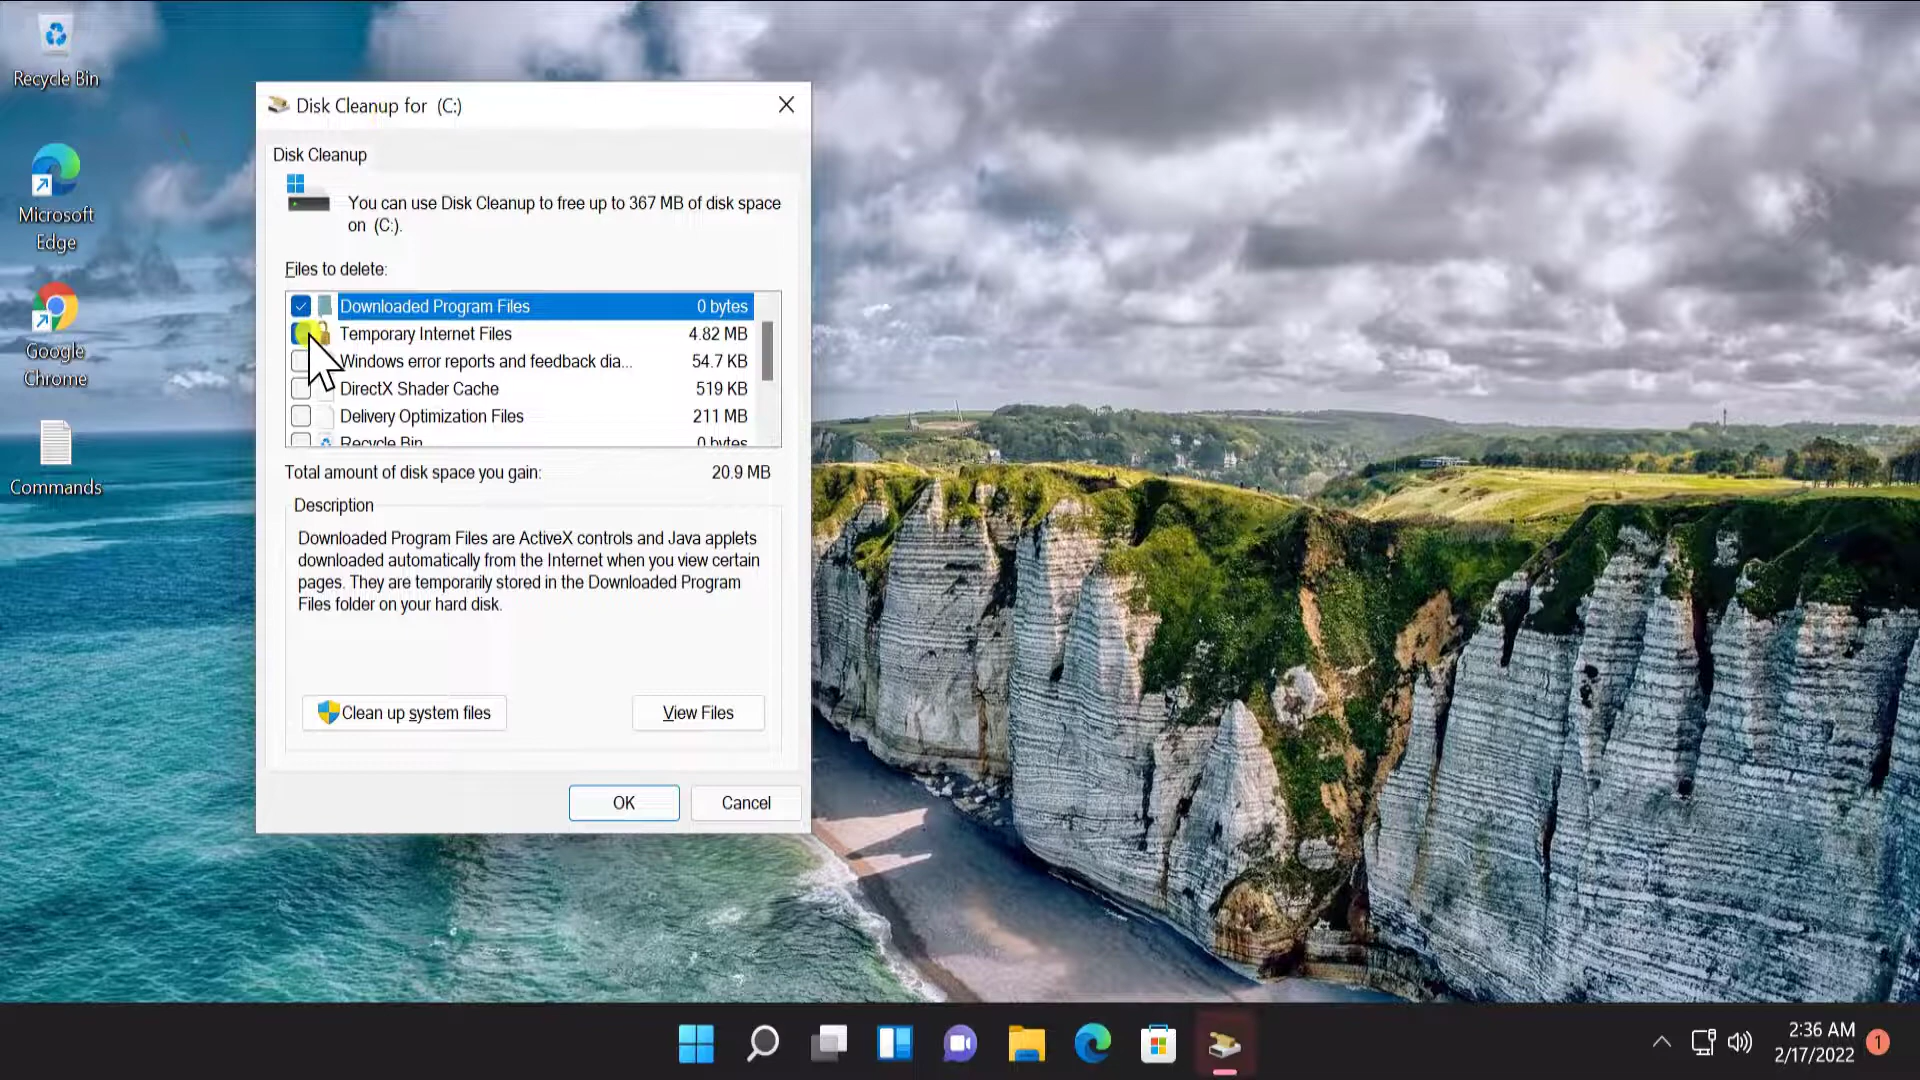 Recycle Bin
Microsoft
Edge
Google
Chrome
Commands
Disk Cleanup for (C:)
Disk Cleanup
You can use Disk Cleanup to free up to 367 MB of disk space
on (C:).
Files to delete:
Downloaded Program Files 0 bytes
Temporary Internet Files 4.82 MB
Windows error reports and feedback dia... 54.7 KB
DirectX Shader Cache 519 KB
Delivery Optimization Files 211 MB
Recycle Bin 0 bytes
Total amount of disk space you gain: 20.9 MB
Description
Downloaded Program Files are ActiveX controls and Java applets
downloaded automatically from the Internet when you view certain
pages. They are temporarily stored in the Downloaded Program
Files folder on your hard disk.
Clean up system files
View Files
OK
Cancel
2:36 AM
2/17/2022
1